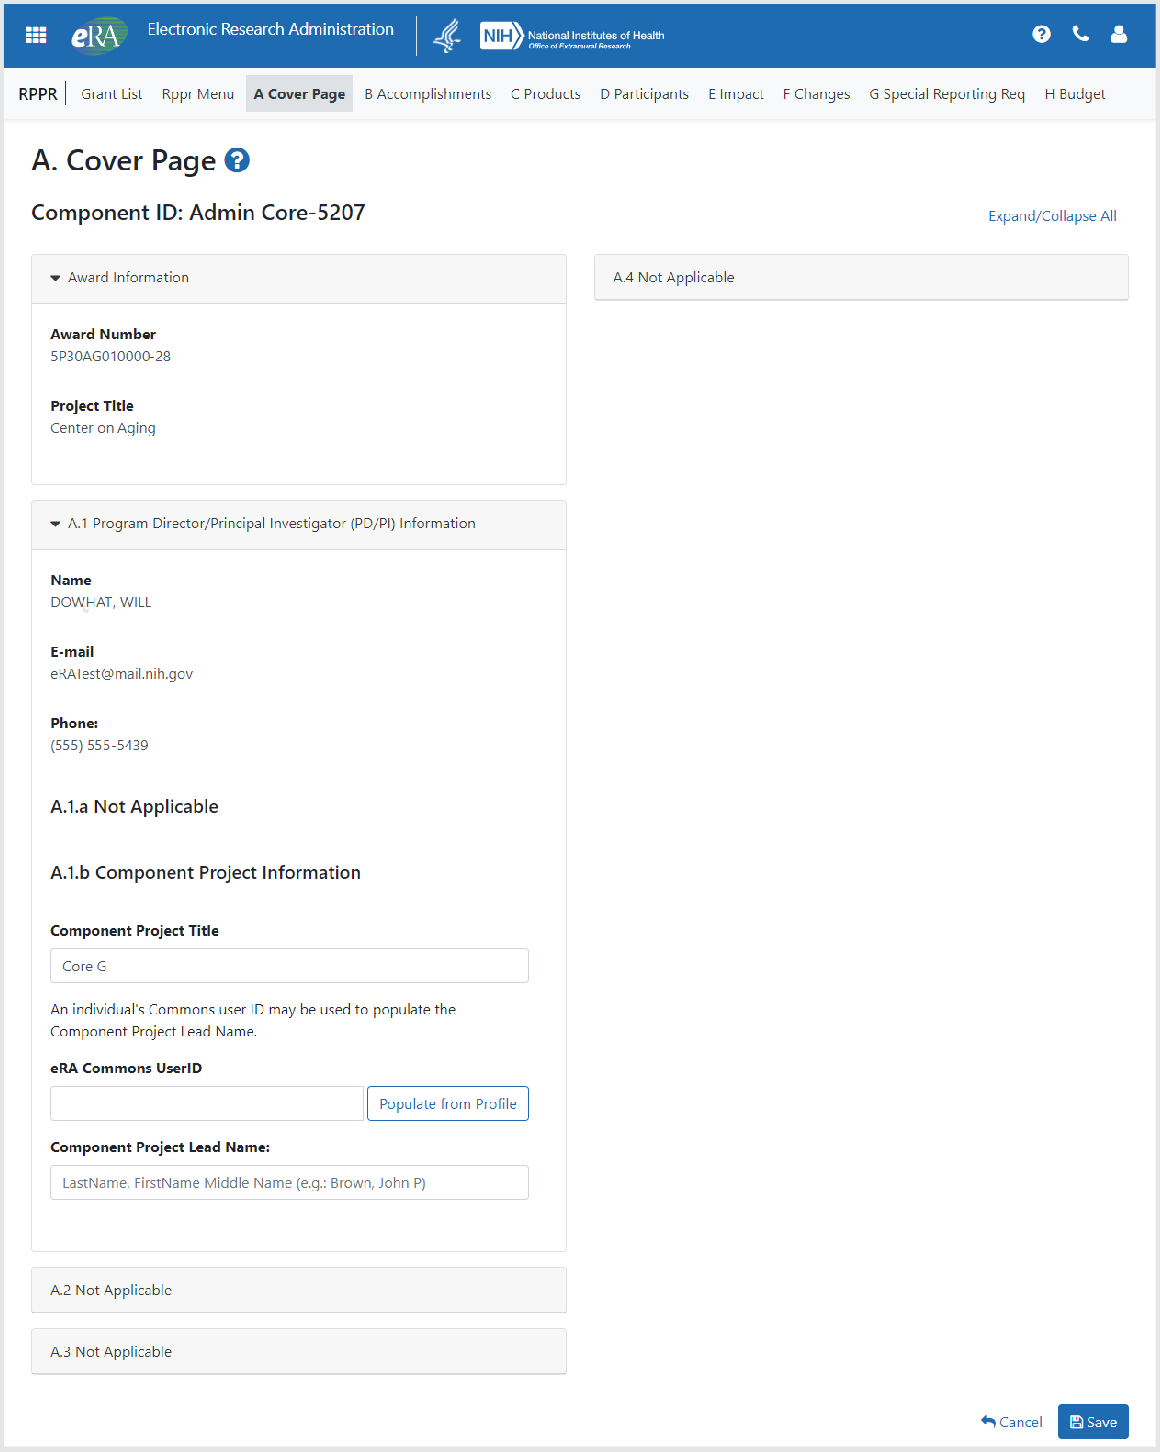 eRA
Electronic Research Administration
NIH
National Institutes of Health
Office of Extramural Research
RPPR
Grant List
Rppr Menu
A Cover Page
B Accomplishments
C Products
D Participants
E Impact
F Changes
G Special Reporting Req
H Budget
A. Cover Page
Component ID: Admin Core-5207
Expand/Collapse All
Award Information
Award Number
5P30AG010000-28
Project Title
Center on Aging
A.1 Program Director/Principal Investigator (PD/PI) Information
Name
DOWHAT, WILL
E-mail
eRATest@mail.nih.gov
Phone:
(555) 555-5439
A.1.a Not Applicable
A.1.b Component Project Information
Component Project Title
Core G
An individual's Commons user ID may be used to populate the
Component Project Lead Name.
eRA Commons UserID
Populate from Profile
Component Project Lead Name:
LastName, FirstName Middle Name (e.g.: Brown, John P)
A.2 Not Applicable
A.3 Not Applicable
A.4 Not Applicable
Cancel
Save